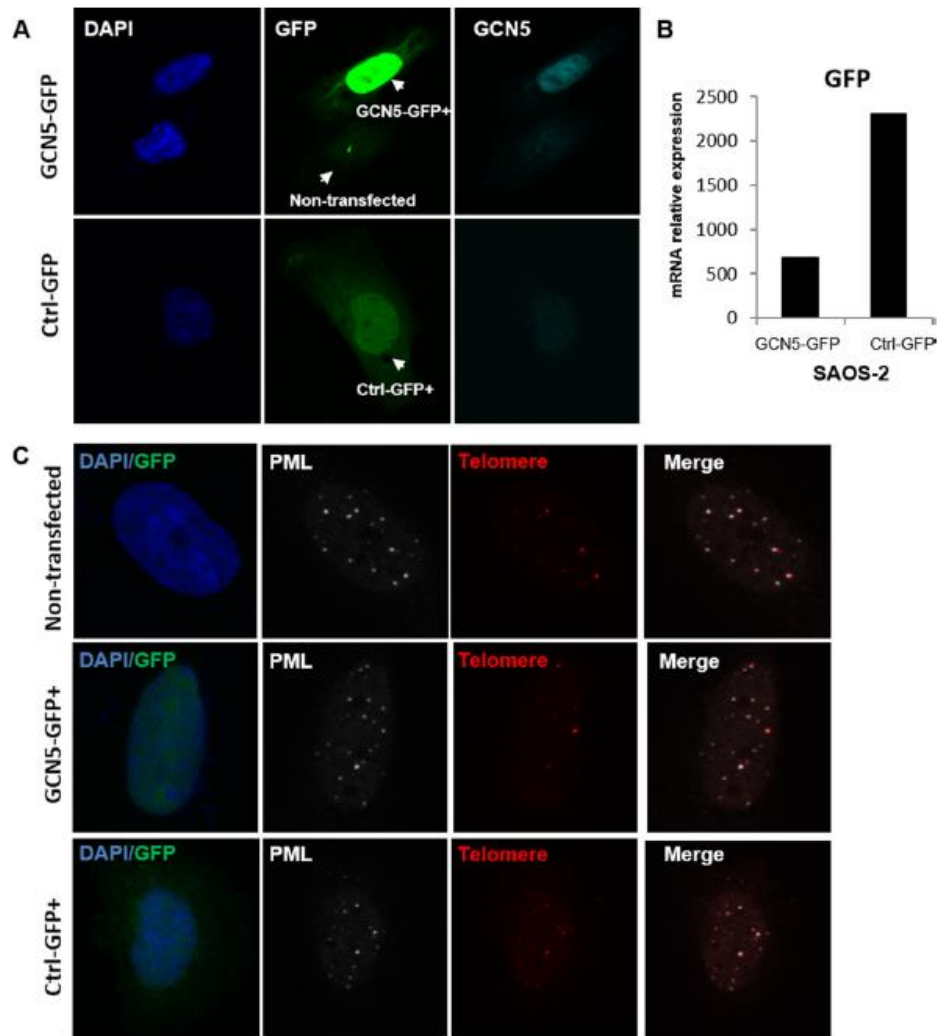 A
DAPI
GFP
GCN5
GCN5-GFP
GCN5-GFP+
Non-transfected
Ctrl-GFP
Ctrl-GFP+
B
GFP
mRNA relative expression
2500
2000
1500
1000
500
0
GCN5-GFP
Ctrl-GFP
SAOS-2
C
Non-transfected
DAPI/GFP
PML
Telomere
Merge
GCN5-GFP+
DAPI/GFP
PML
Telomere
Merge
Ctrl-GFP+
DAPI/GFP
PML
Telomere
Merge